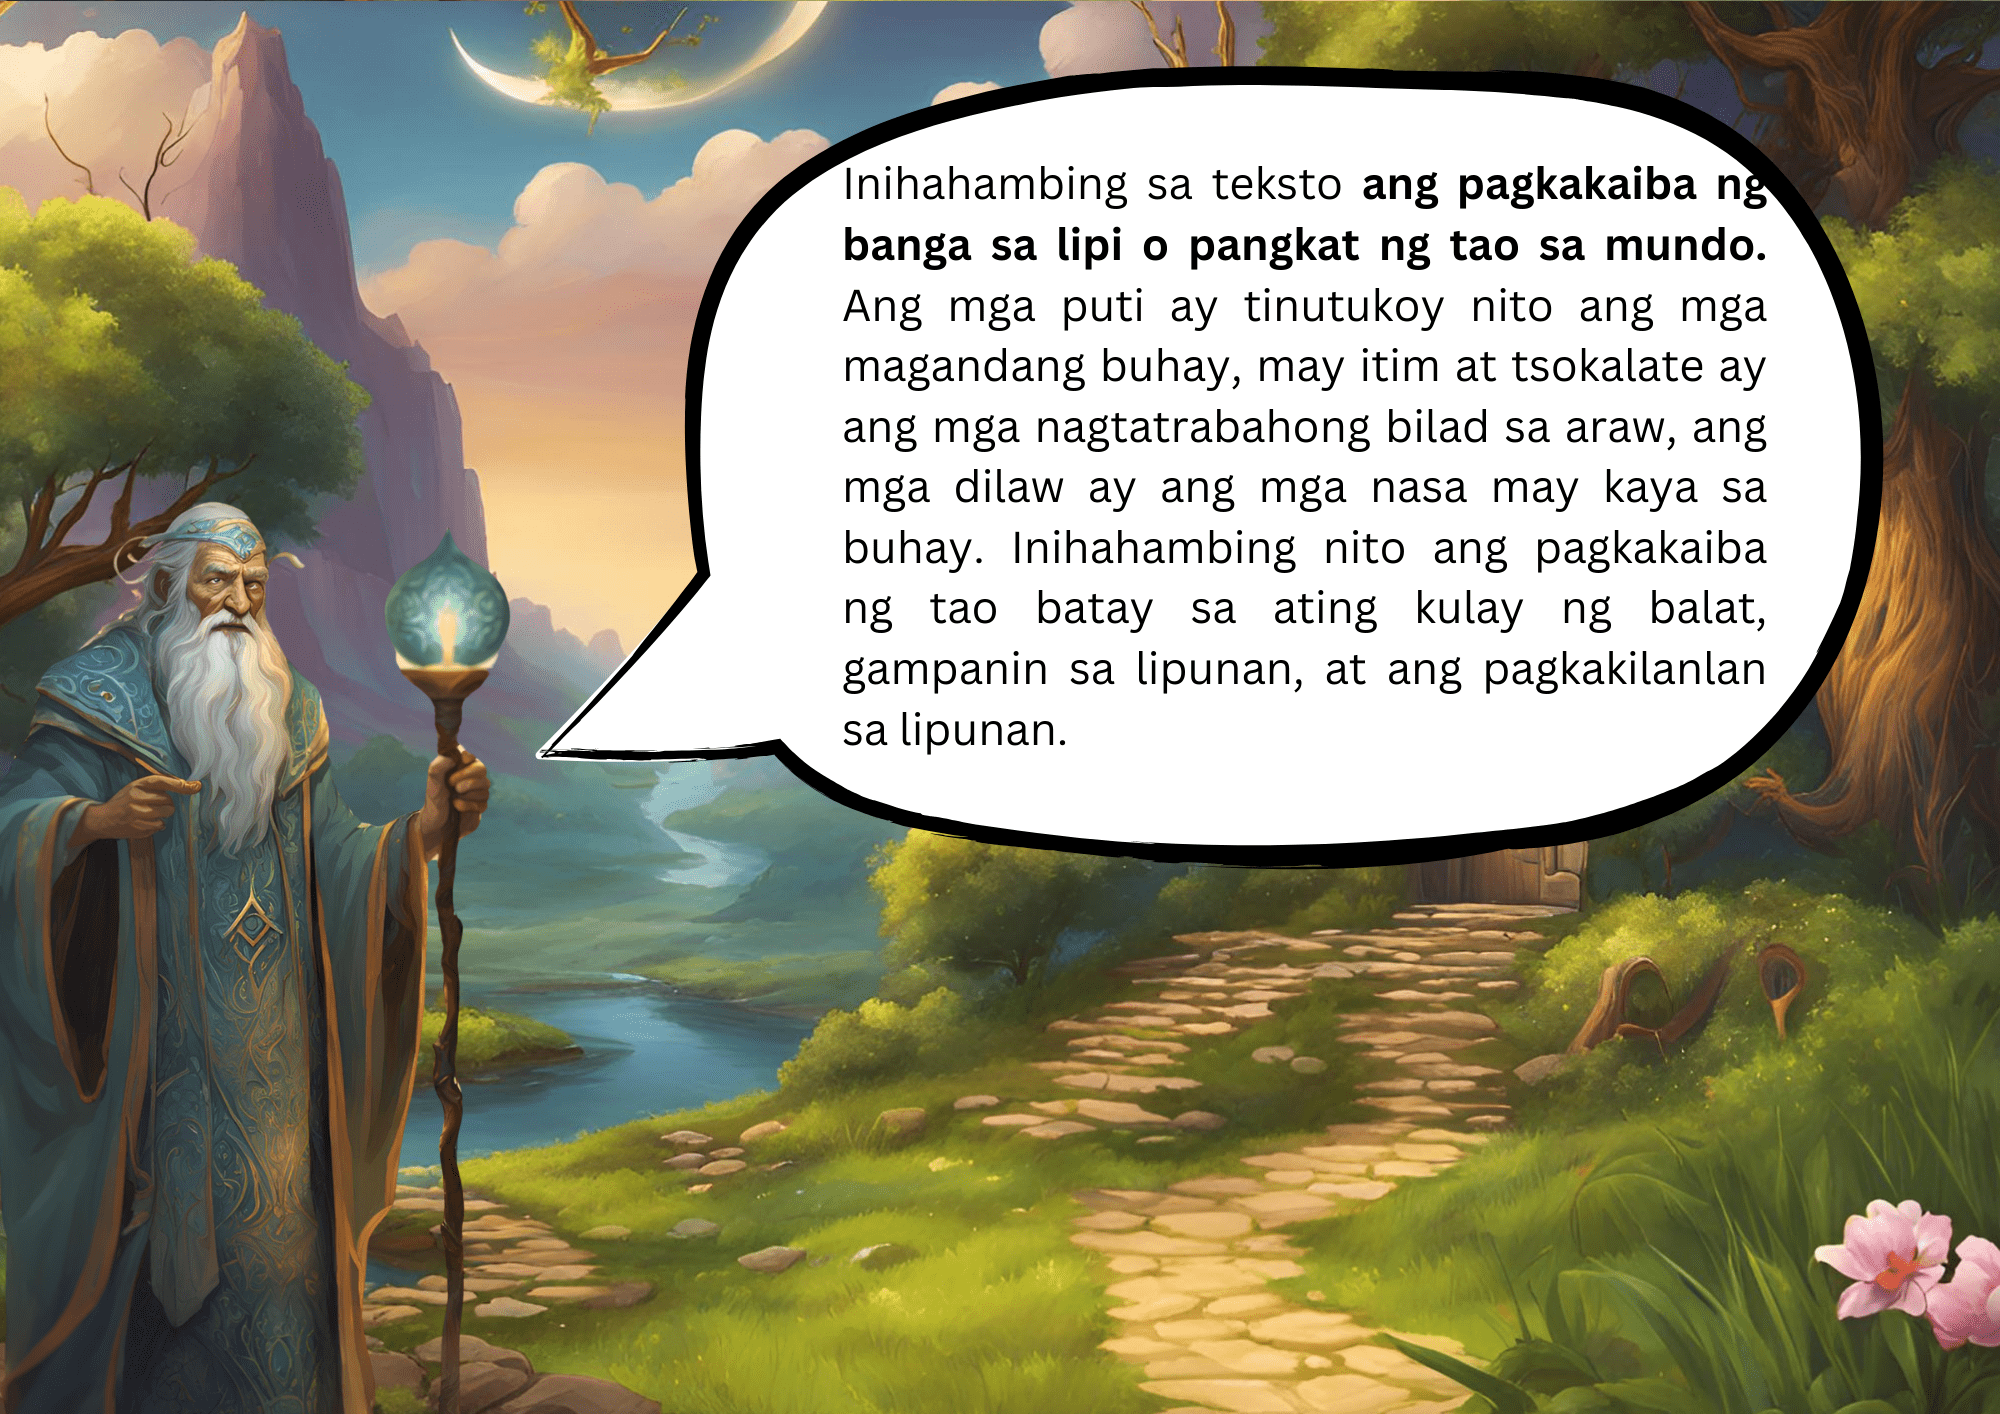 Inihahambing sa teksto ang pagkakaiba ng
banga sa lipi o pangkat ng tao sa mundo.
Ang mga puti ay tinutukoy nito ang mga
magandang buhay, may itim at tsokalate ay
ang mga nagtatrabahong bilad sa araw, ang
mga dilaw ay ang mga nasa may kaya sa
buhay. Inihahambing nito ang pagkakaiba
ng tao batay sa ating kulay ng balat,
gampanin sa lipunan, at ang pagkakilanlan
sa lipunan.